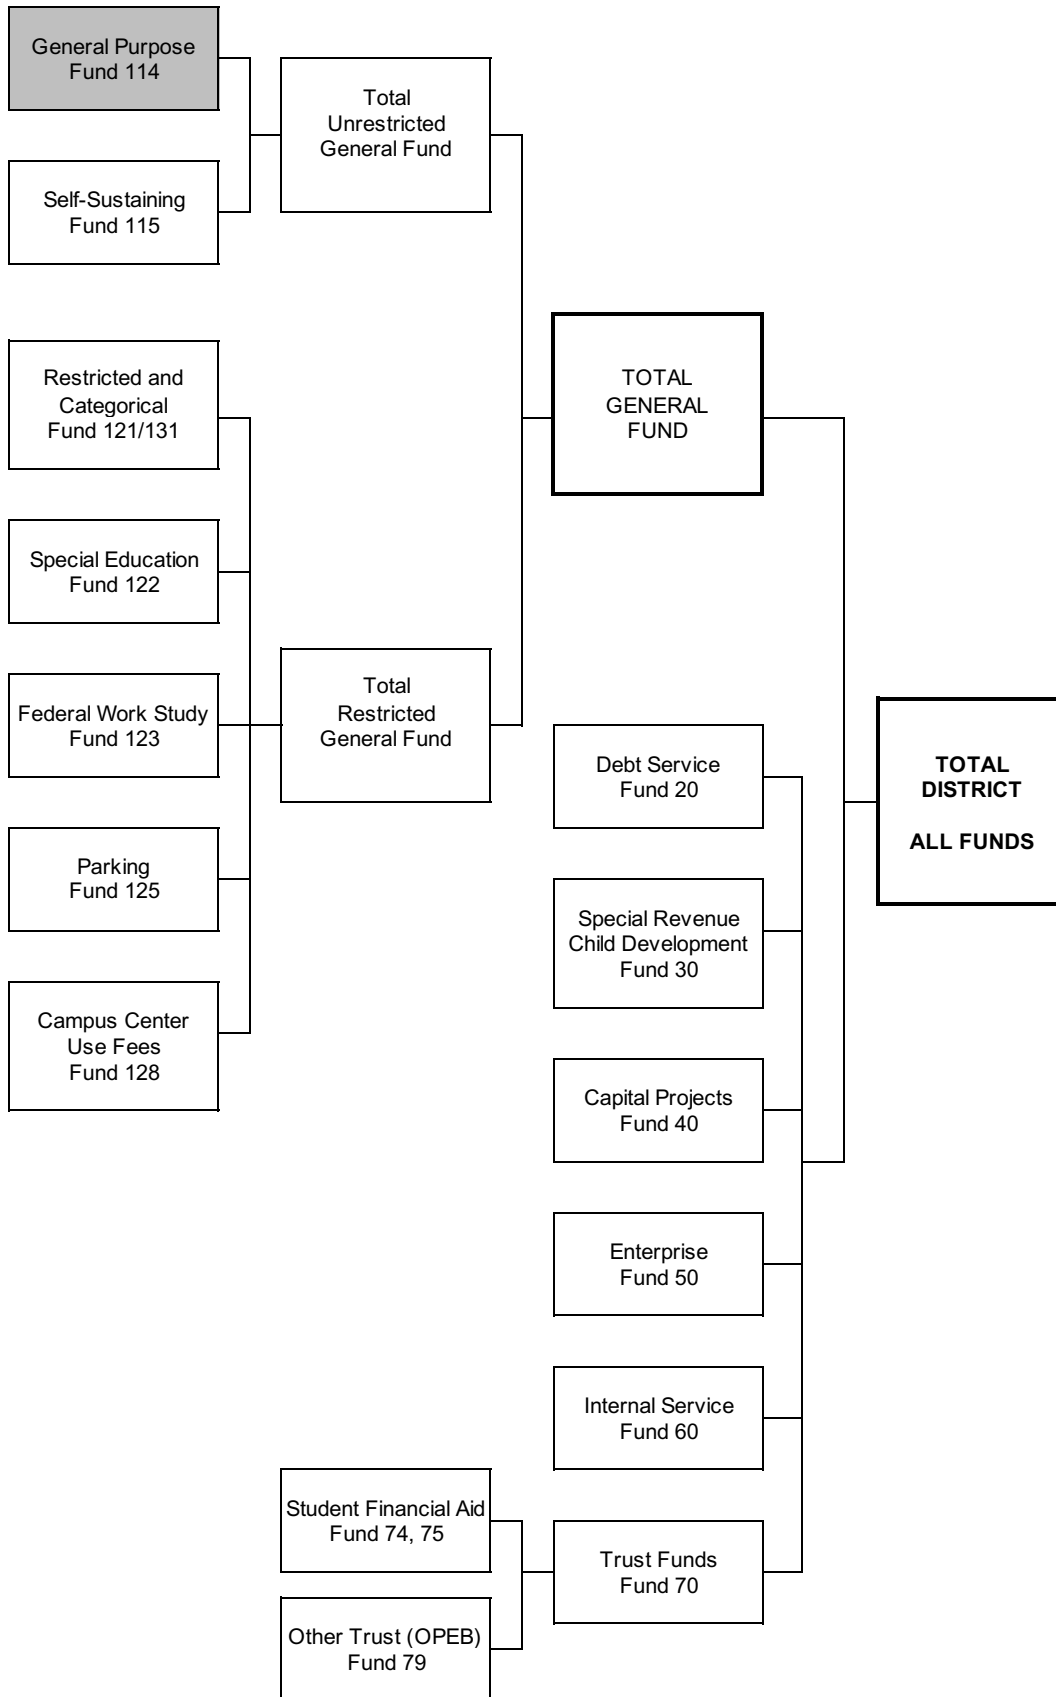 General Purpose
Fund 114
Total
Unrestricted
General Fund
Self-Sustaining
Fund 115
Restricted and
Categorical
Fund 121/131
TOTAL
GENERAL
FUND
Special Education
Fund 122
Federal Work Study
Fund 123
Total
Restricted
General Fund
Debt Service
Fund 20
TOTAL
DISTRICT
ALL FUNDS
Parking
Fund 125
Special Revenue
Child Development
Fund 30
Campus Center
Use Fees
Fund 128
Capital Projects
Fund 40
Enterprise
Fund 50
Internal Service
Fund 60
Student Financial Aid
Fund 74, 75
Trust Funds
Fund 70
Other Trust (OPEB)
Fund 79